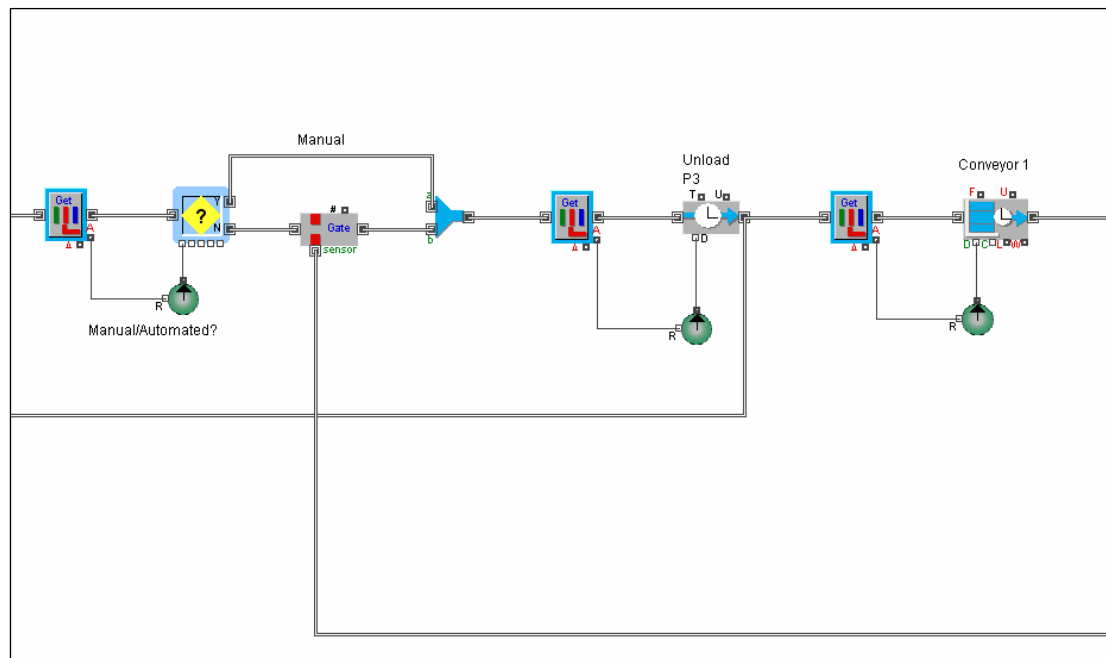 Manual
Get
A
Δ
?
Y
N
R
Manual/Automated?
#
Gate
sensor
a
b
Get
A
Δ
R
Unload
P3
T U
D
Get
A
Δ
R
Conveyor 1
F U
D C L W